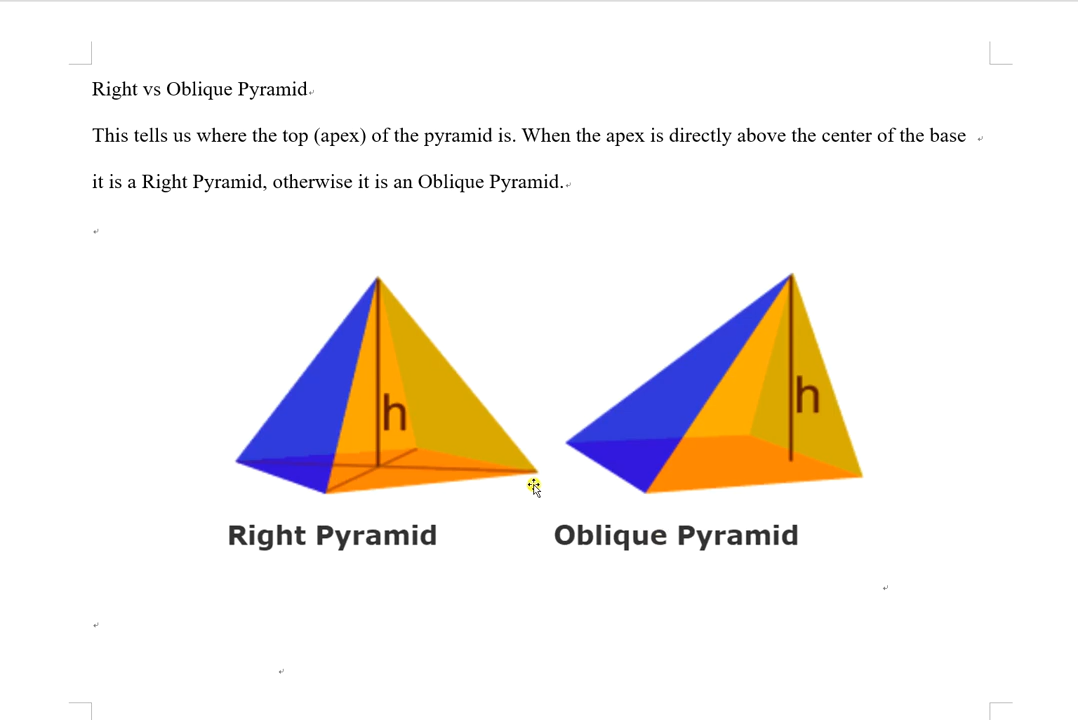 Right vs Oblique Pyramid
This tells us where the top (apex) of the pyramid is. When the apex is directly above the center of the base
it is a Right Pyramid, otherwise it is an Oblique Pyramid.
h
h
Right Pyramid
Oblique Pyramid